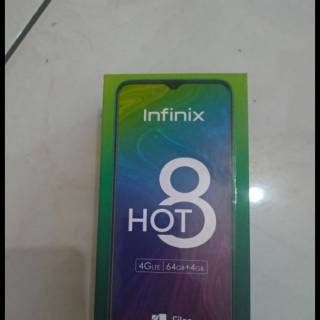 Infinix
HOT 8
4G LTE | 64GB+4GB